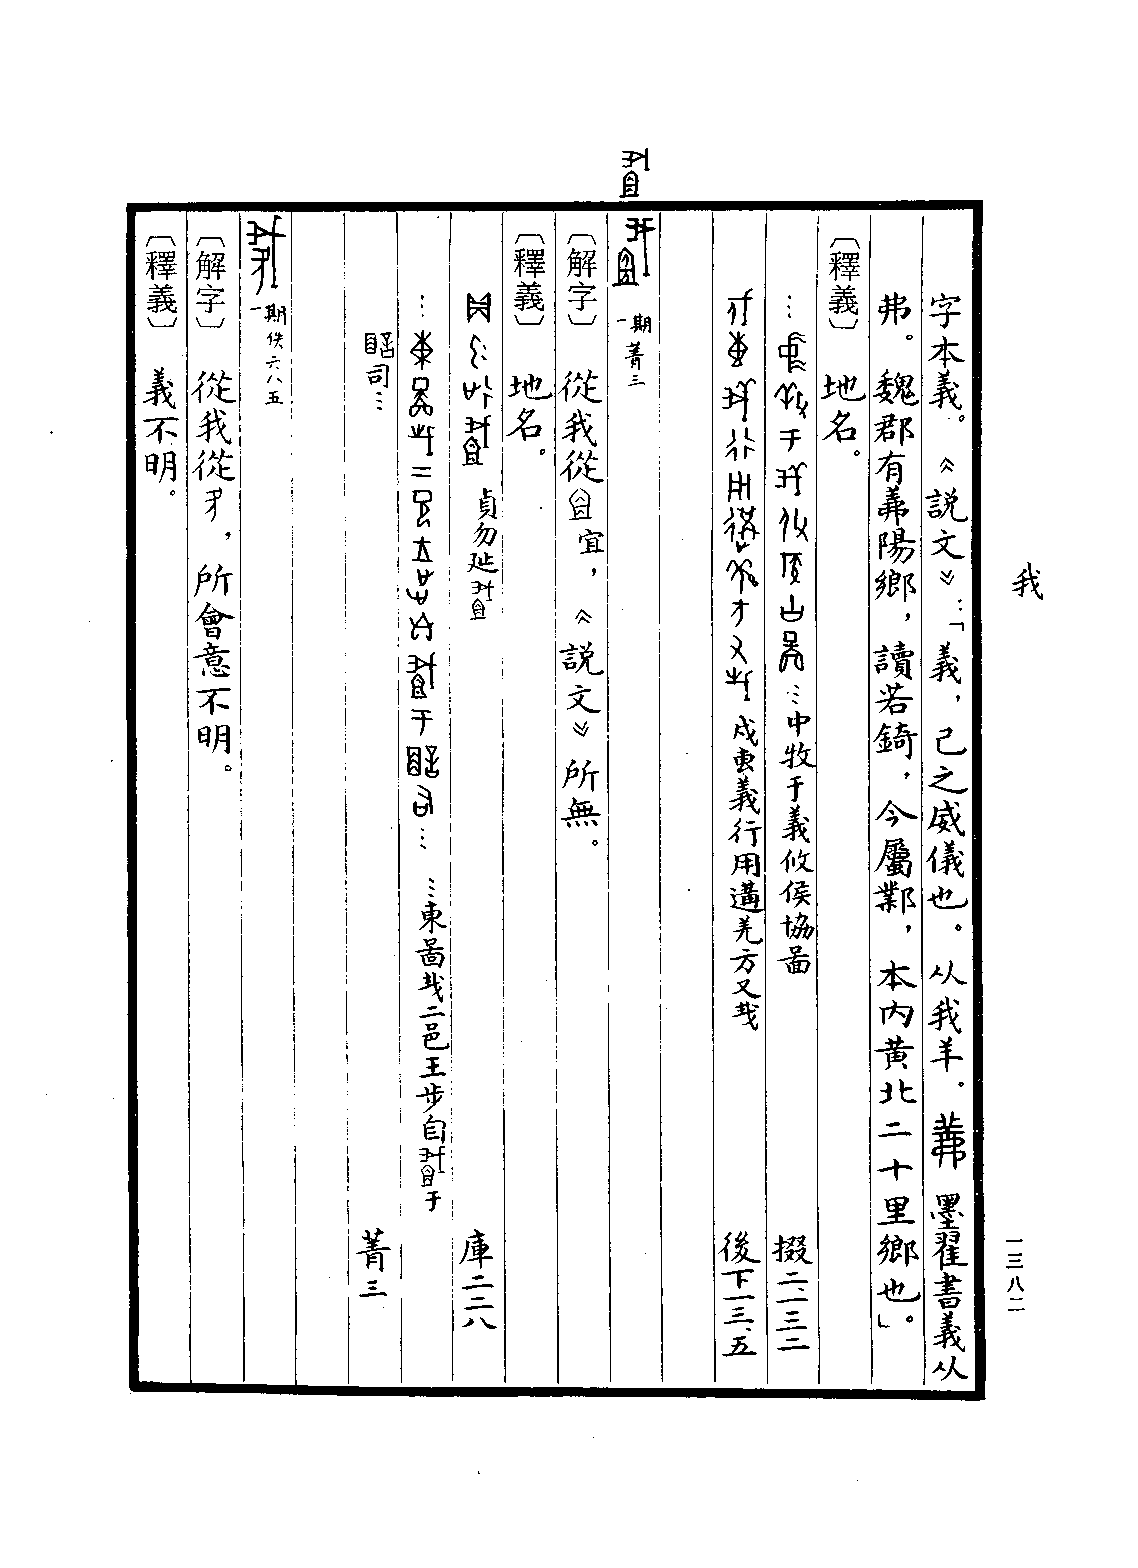 我
一三八二
字本義。《說文》：「義，己之威儀也。从我羊。羛墨翟書義从
弗。魏郡有羛陽鄉，讀若錡，今屬鄴，本內黃北二十里鄉也。」
〔釋義〕地名。
…中牧于義攸侯協啚 掇二·一三二
戍叀義行用遘羌方又𢦏 後下一三·五
一期菁三
〔解字〕從我從宜，《說文》所無。
〔釋義〕地名。
貞勿延 庫二二八
…東啚𢦏二邑王步自于
司… 菁三
一期佚六八五
〔解字〕從我從，所會意不明。
〔釋義〕義不明。